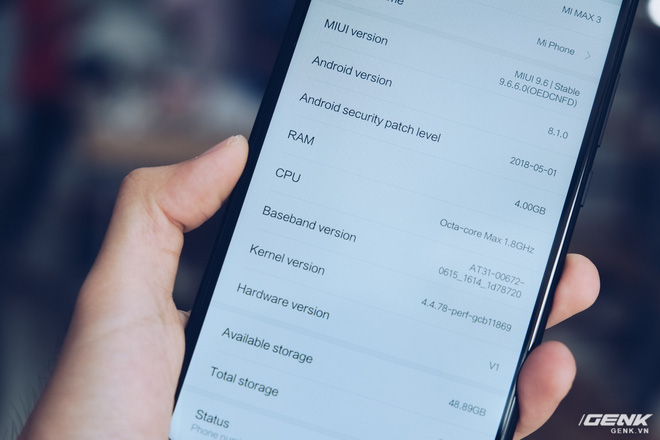 MI MAX 3
MIUI version
Mi Phone
Android version
MIUI 9.6 | Stable
9.6.6.0(OEDCNFD)
Android security patch level
8.1.0
RAM
2018-05-01
CPU
4.00GB
Baseband version
Octa-core Max 1.8GHz
Kernel version
AT31-00672-
0615_1614_1d78720
Hardware version
4.4.78-perf-gcb11869
Available storage
V1
Total storage
48.89GB
Status
Phone
GENK
GENK.VN